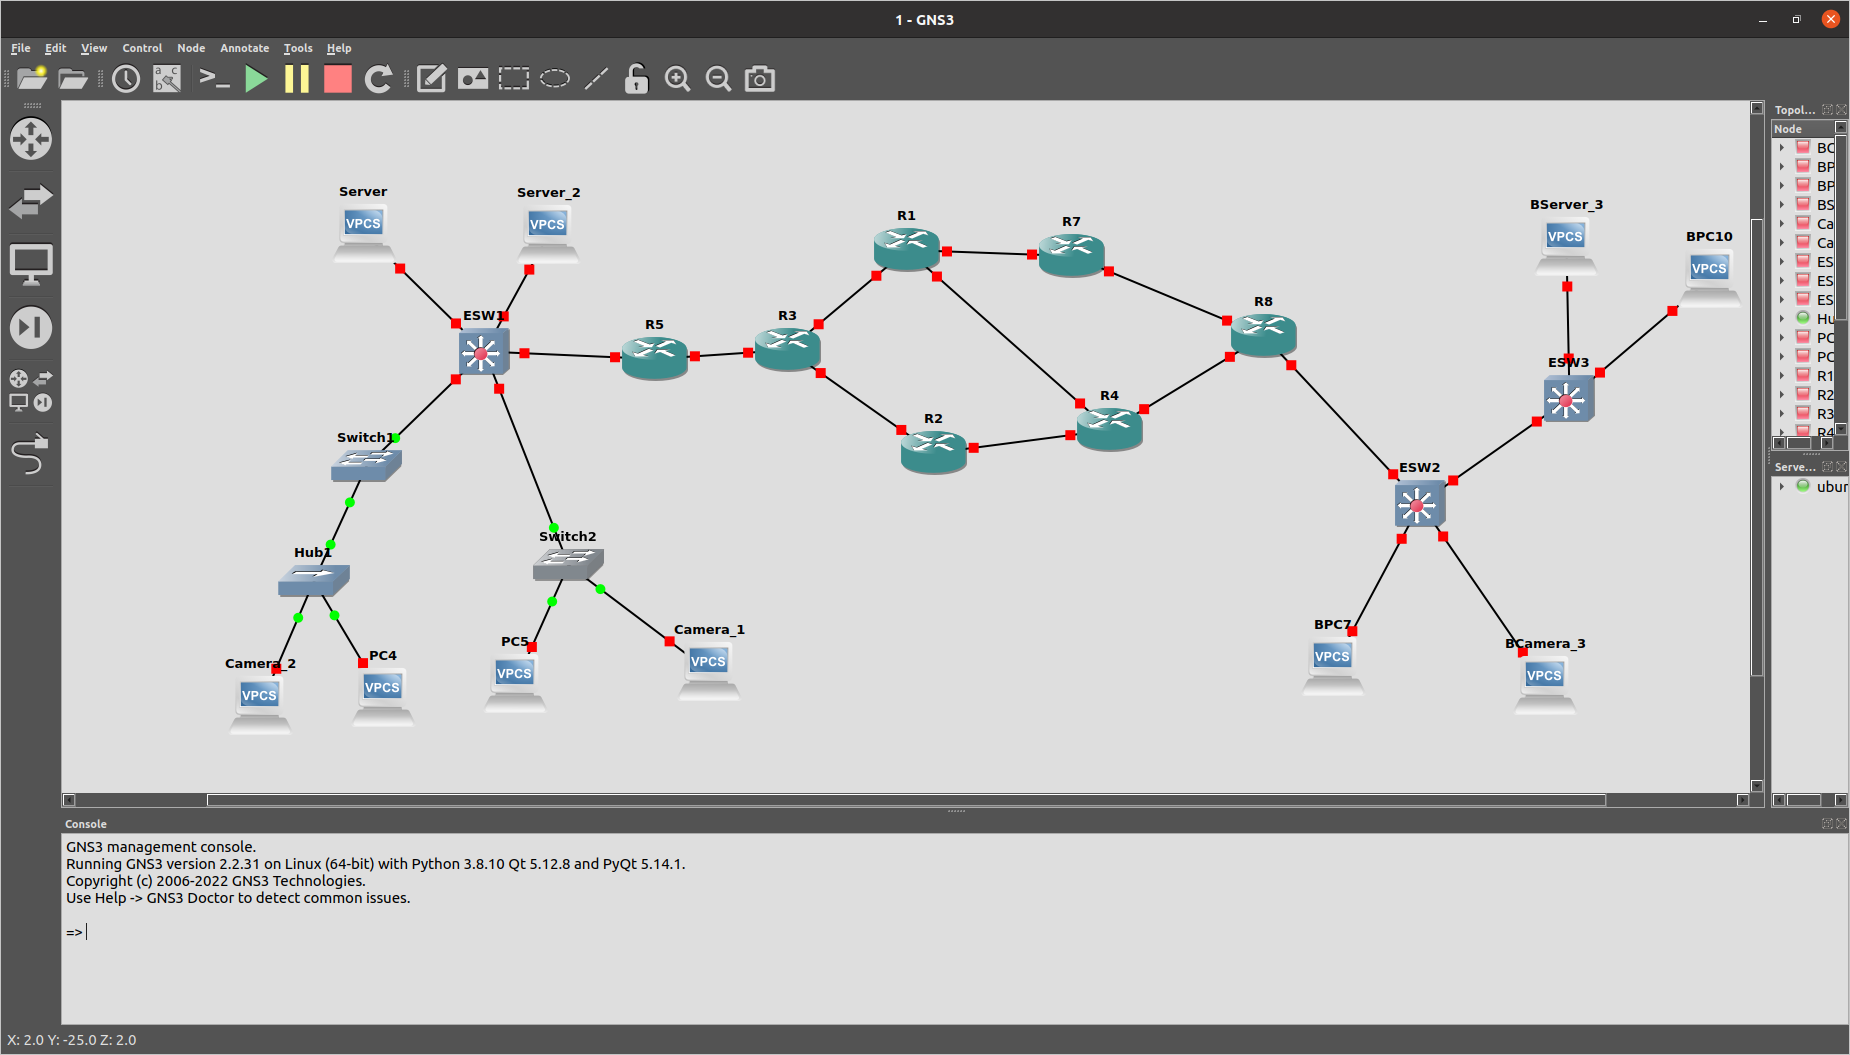 1 - GNS3
File Edit View Control Node Annotate Tools Help
a c
b
Topol...
Node
BC
BP
BP
BS
Ca
Ca
ES
ES
ES
Hu
PC
PC
R1
R2
R3
R4
Serve...
ubur
Server
VPCS
Server_2
VPCS
ESW1
R5
R3
R1
R7
R8
R2
R4
BServer_3
VPCS
BPC10
VPCS
ESW3
ESW2
Switch1
Hub1
Switch2
Camera_2
VPCS
PC4
VPCS
PC5
VPCS
Camera_1
VPCS
BPC7
VPCS
BCamera_3
VPCS
Console
GNS3 management console.
Running GNS3 version 2.2.31 on Linux (64-bit) with Python 3.8.10 Qt 5.12.8 and PyQt 5.14.1.
Copyright (c) 2006-2022 GNS3 Technologies.
Use Help -> GNS3 Doctor to detect common issues.
=>
X: 2.0 Y: -25.0 Z: 2.0